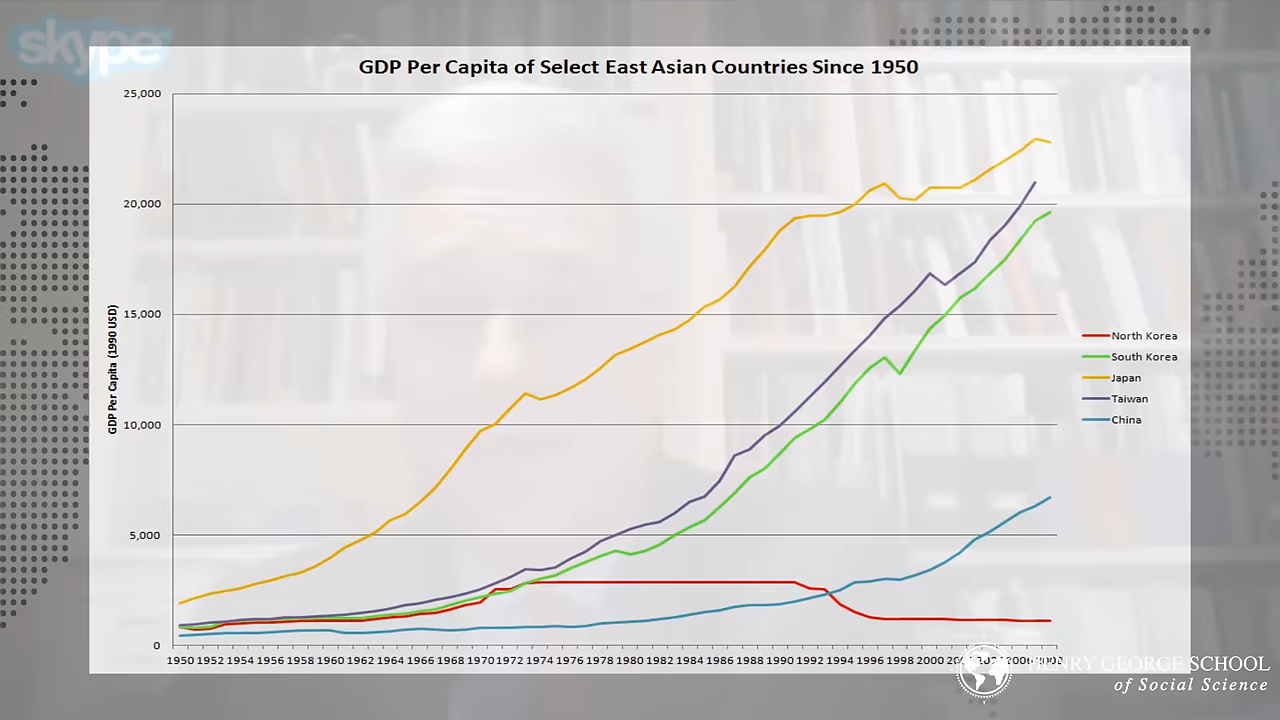 skype
GDP Per Capita of Select East Asian Countries Since 1950
25,000
20,000
15,000
10,000
5,000
0
GDP Per Capita (1990 USD)
North Korea
South Korea
Japan
Taiwan
China
1950 1952 1954 1956 1958 1960 1962 1964 1966 1968 1970 1972 1974 1976 1978 1980 1982 1984 1986 1988 1990 1992 1994 1996 1998 2000
HENRY GEORGE SCHOOL
of Social Science